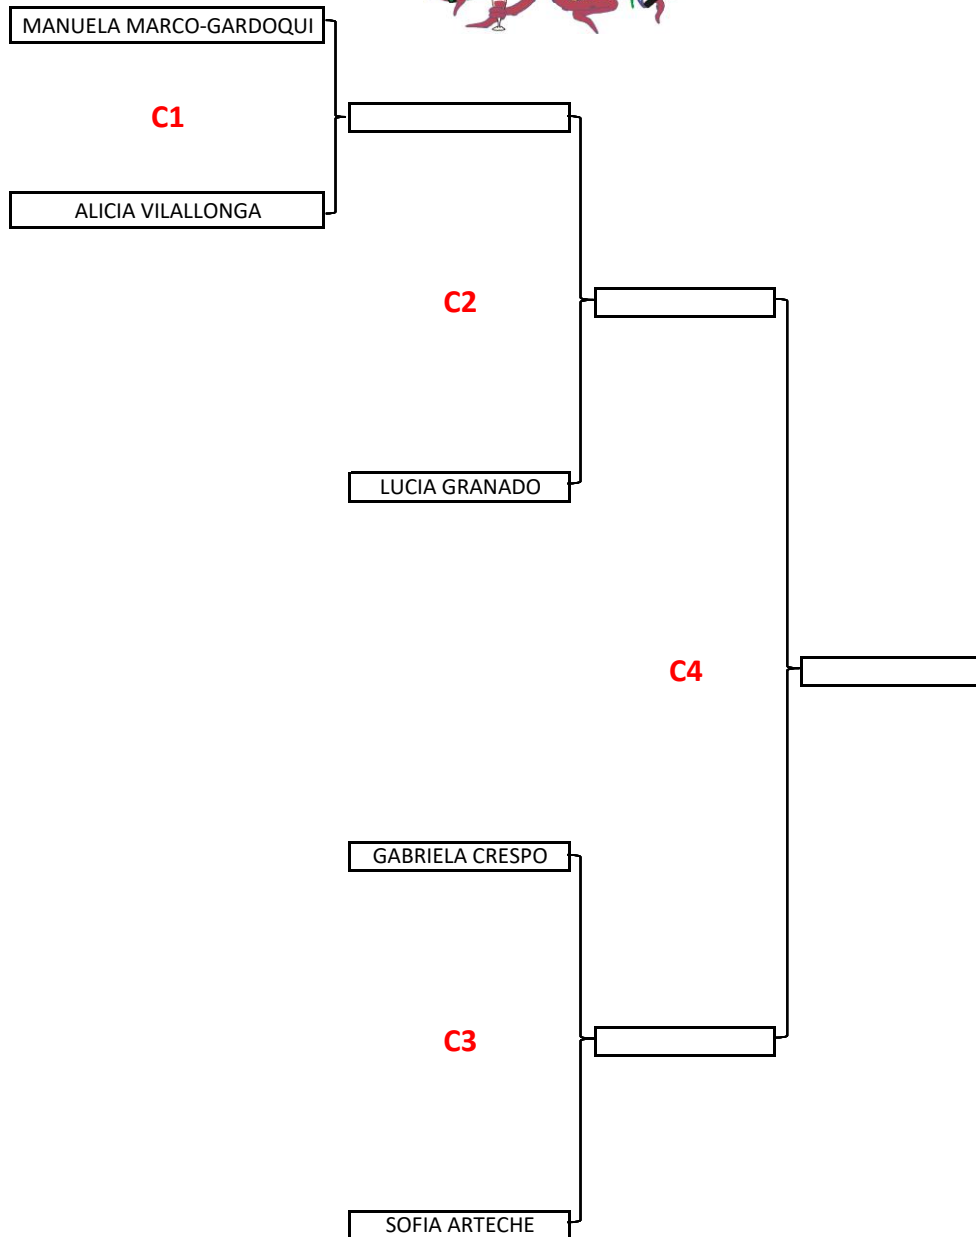 MANUELA MARCO-GARDOQUI
C1
ALICIA VILALLONGA
C2
LUCIA GRANADO
C4
GABRIELA CRESPO
C3
SOFIA ARTECHE